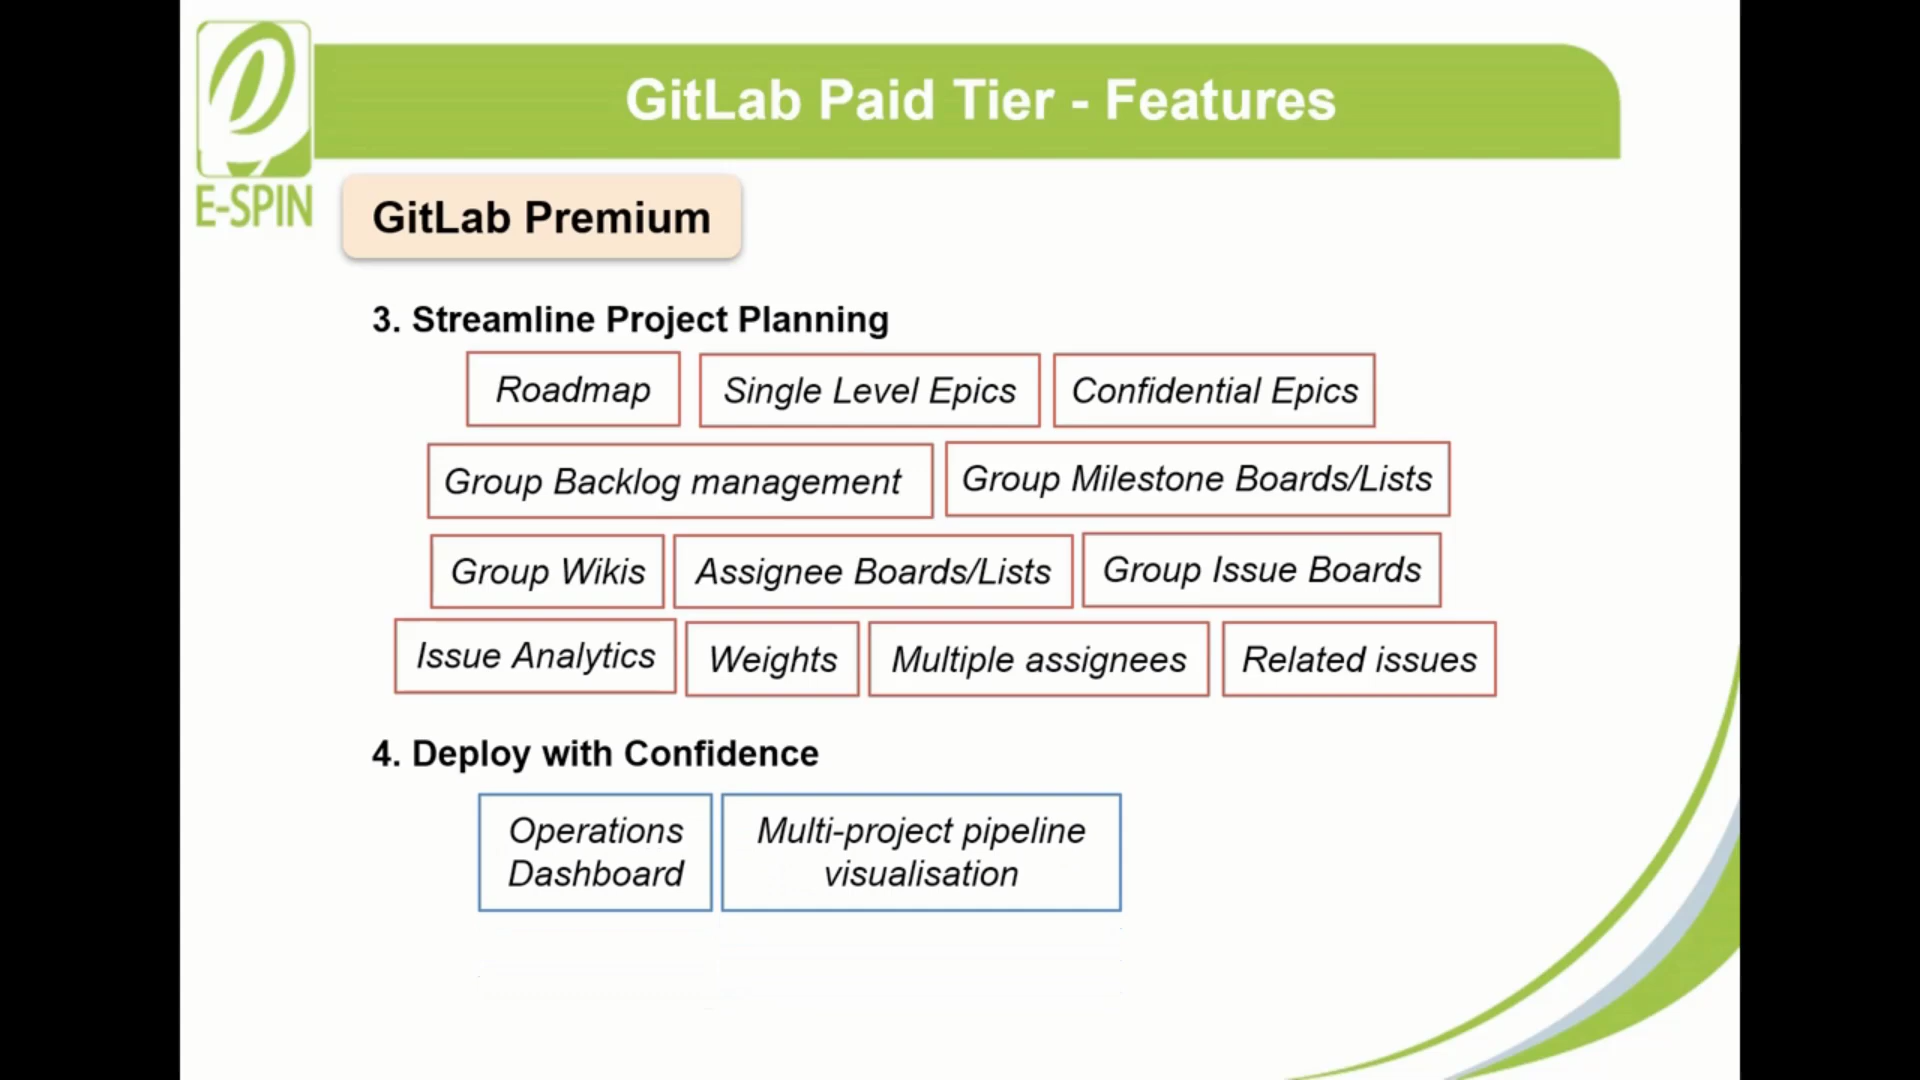 GitLab Paid Tier - Features
E-SPIN
GitLab Premium
3. Streamline Project Planning
Roadmap
Single Level Epics
Confidential Epics
Group Backlog management
Group Milestone Boards/Lists
Group Wikis
Assignee Boards/Lists
Group Issue Boards
Issue Analytics
Weights
Multiple assignees
Related issues
4. Deploy with Confidence
Operations
Dashboard
Multi-project pipeline
visualisation